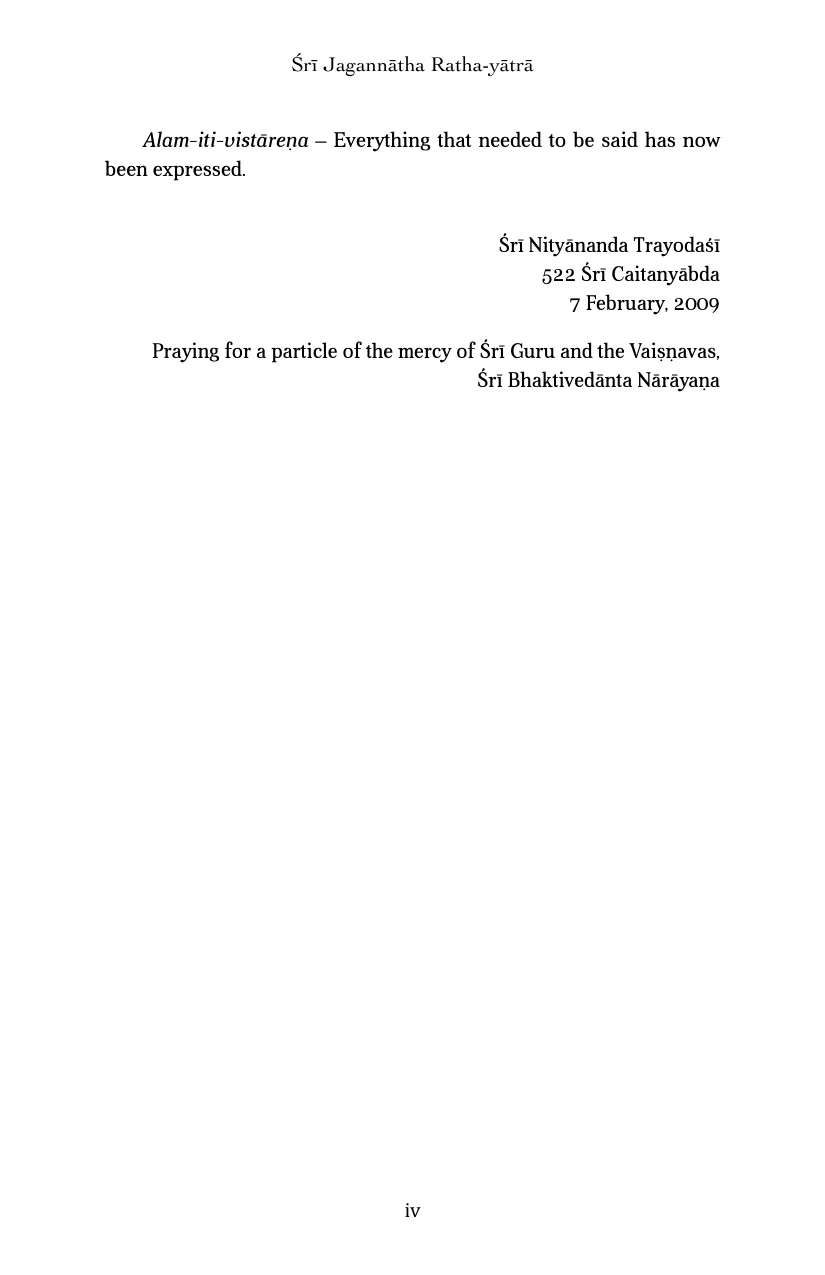 Śrī Jagannātha Ratha-yātrā
Alam-iti-vistāreṇa – Everything that needed to be said has now
been expressed.
Śrī Nityānanda Trayodaśī
522 Śrī Caitanyābda
7 February, 2009
Praying for a particle of the mercy of Śrī Guru and the Vaiṣṇavas,
Śrī Bhaktivedānta Nārāyaṇa
iv